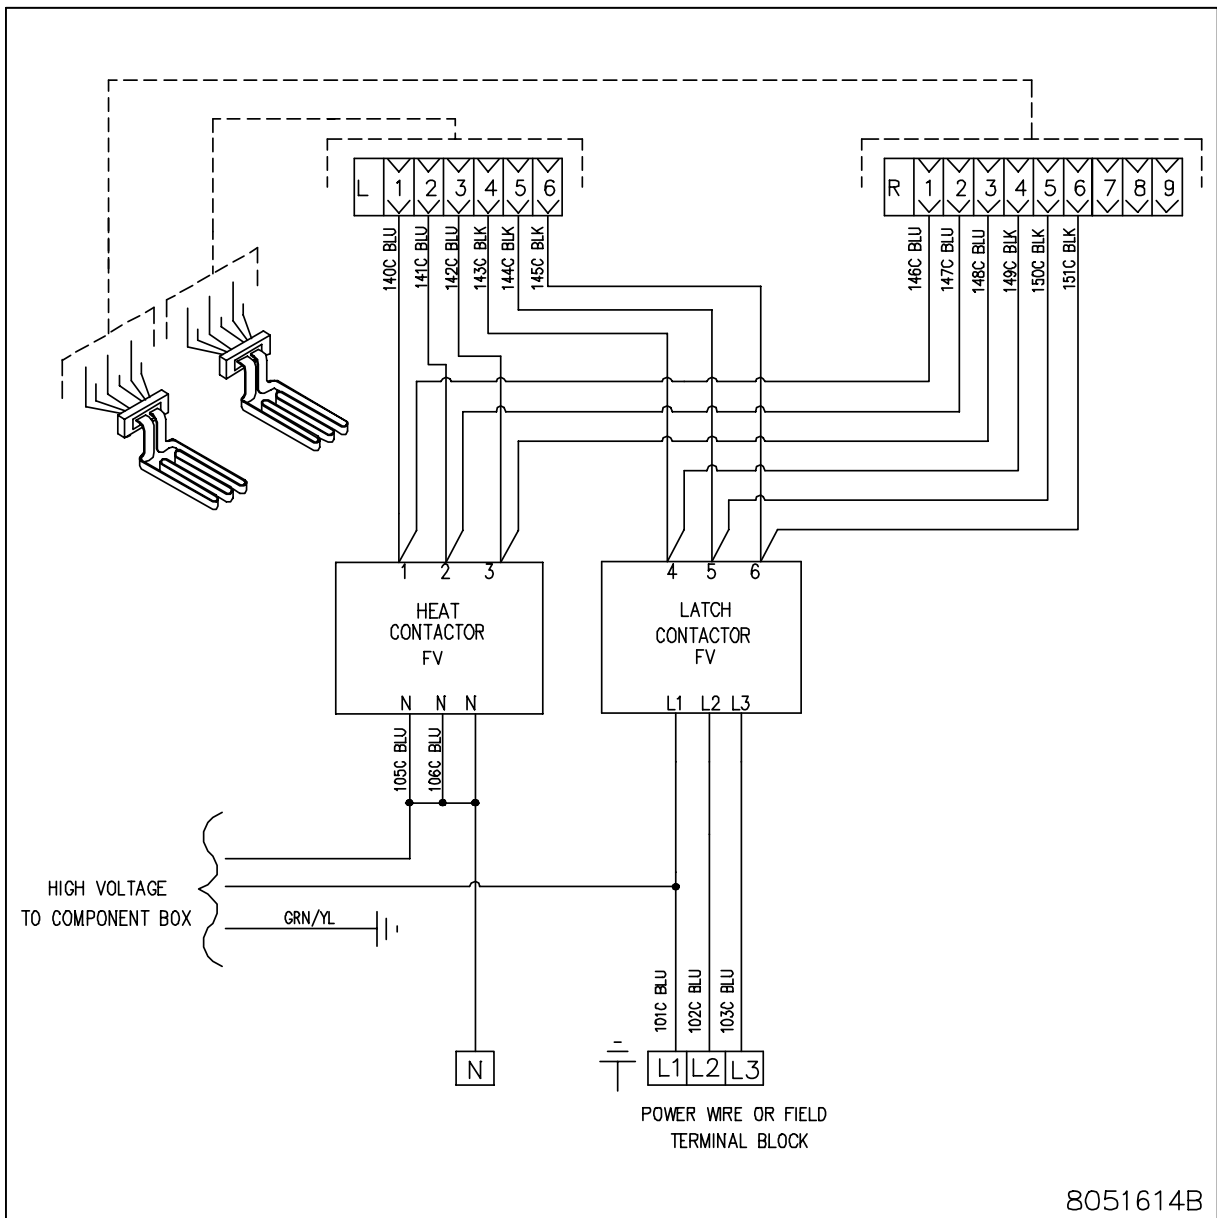 L 1 2 3 4 5 6
R 1 2 3 4 5 6 7 8 9
140C BLU
141C BLU
142C BLU
143C BLK
144C BLK
145C BLK
146C BLU
147C BLU
148C BLU
149C BLK
150C BLK
151C BLK
1 2 3
HEAT
CONTACTOR
FV
N N N
4 5 6
LATCH
CONTACTOR
FV
L1 L2 L3
105C BLU
106C BLU
HIGH VOLTAGE
TO COMPONENT BOX
GRN/YL
101C BLU
102C BLU
103C BLU
N
L1 L2 L3
POWER WIRE OR FIELD
TERMINAL BLOCK
8051614B